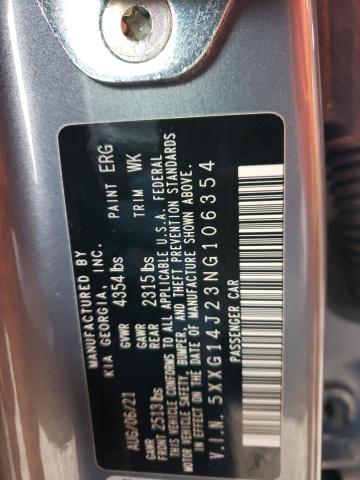 MANUFACTURED BY
KIA GEORGIA, INC.
PAINT ERG
AUG/06/21 GVWR 4354 lbs
TRIM WK
GAWR FRONT 2513 lbs GAWR REAR 2315 lbs
THIS VEHICLE CONFORMS TO ALL APPLICABLE U.S.A. FEDERAL
MOTOR VEHICLE SAFETY, BUMPER, AND THEFT PREVENTION STANDARDS
IN EFFECT ON THE DATE OF MANUFACTURE SHOWN ABOVE.
V.I.N. 5XXG14J23NG106354
PASSENGER CAR